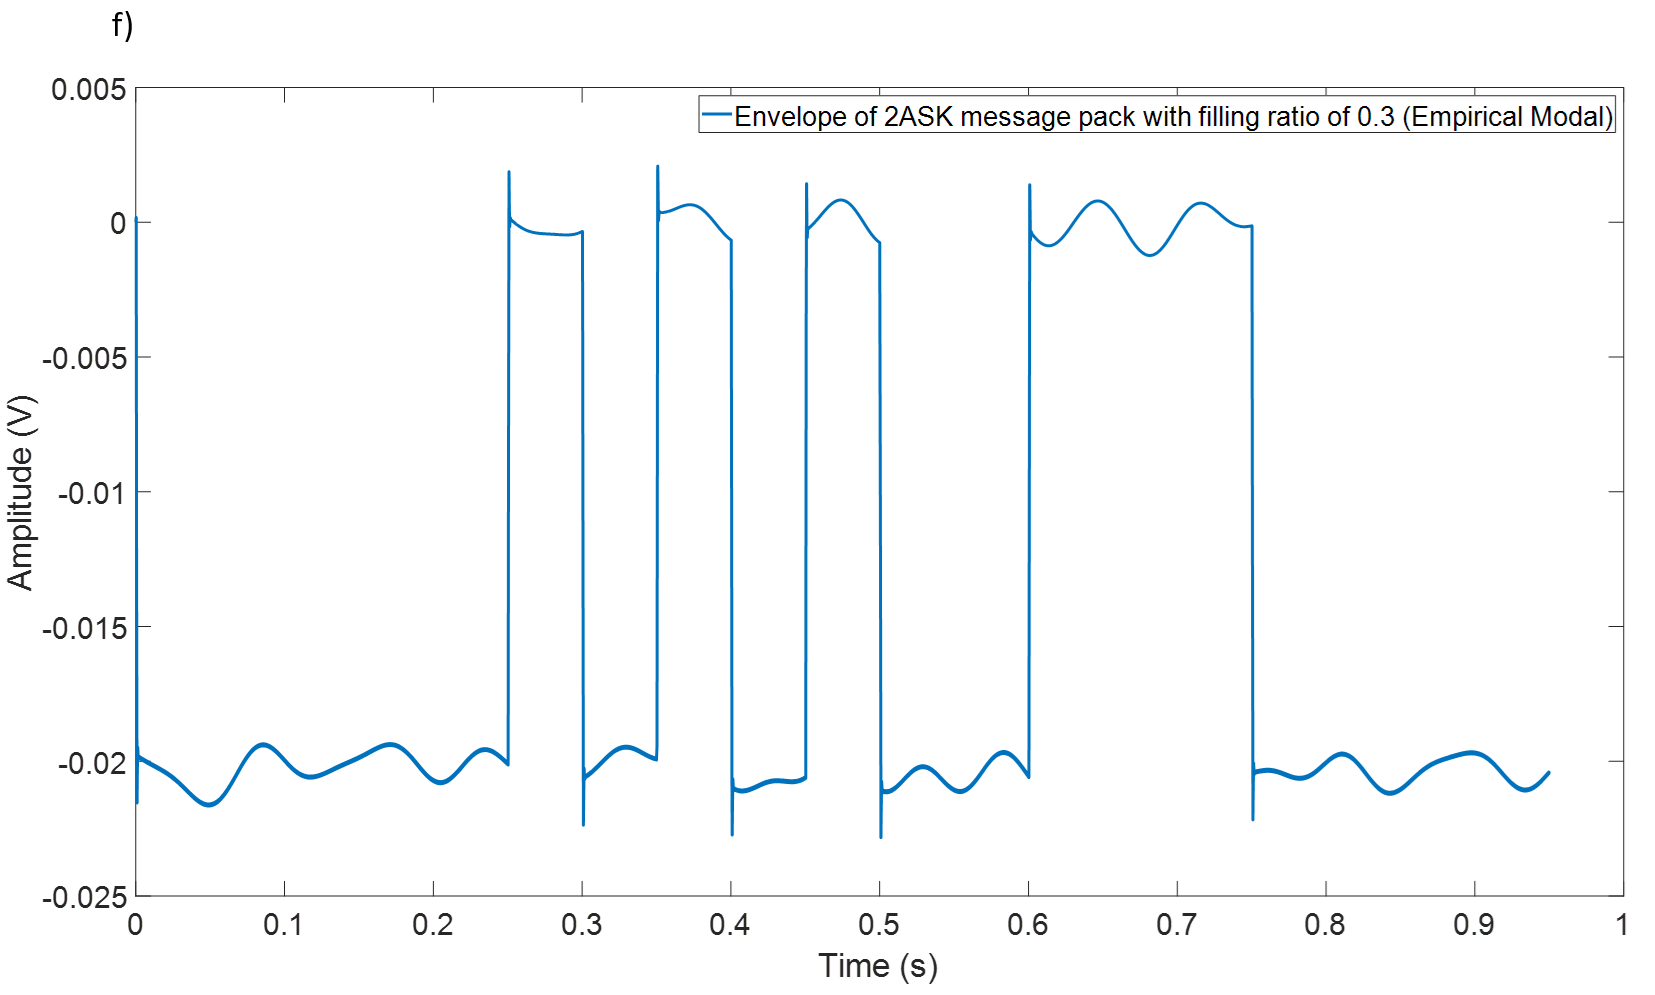 f)
Envelope of 2ASK message pack with filling ratio of 0.3 (Empirical Modal)
0.005
0
-0.005
-0.01
-0.015
-0.02
-0.025
Amplitude (V)
0 0.1 0.2 0.3 0.4 0.5 0.6 0.7 0.8 0.9 1
Time (s)